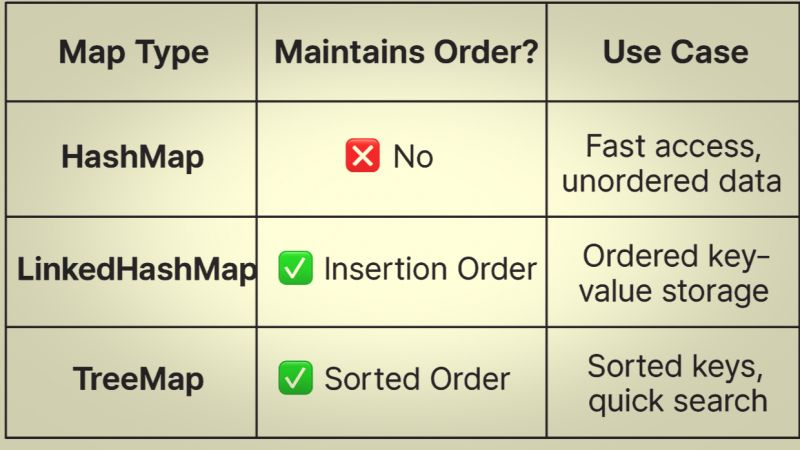 Map Type Maintains Order? Use Case
HashMap ❌ No Fast access,
unordered data
LinkedHashMap ✅ Insertion Order Ordered key-
value storage
TreeMap ✅ Sorted Order Sorted keys,
quick search